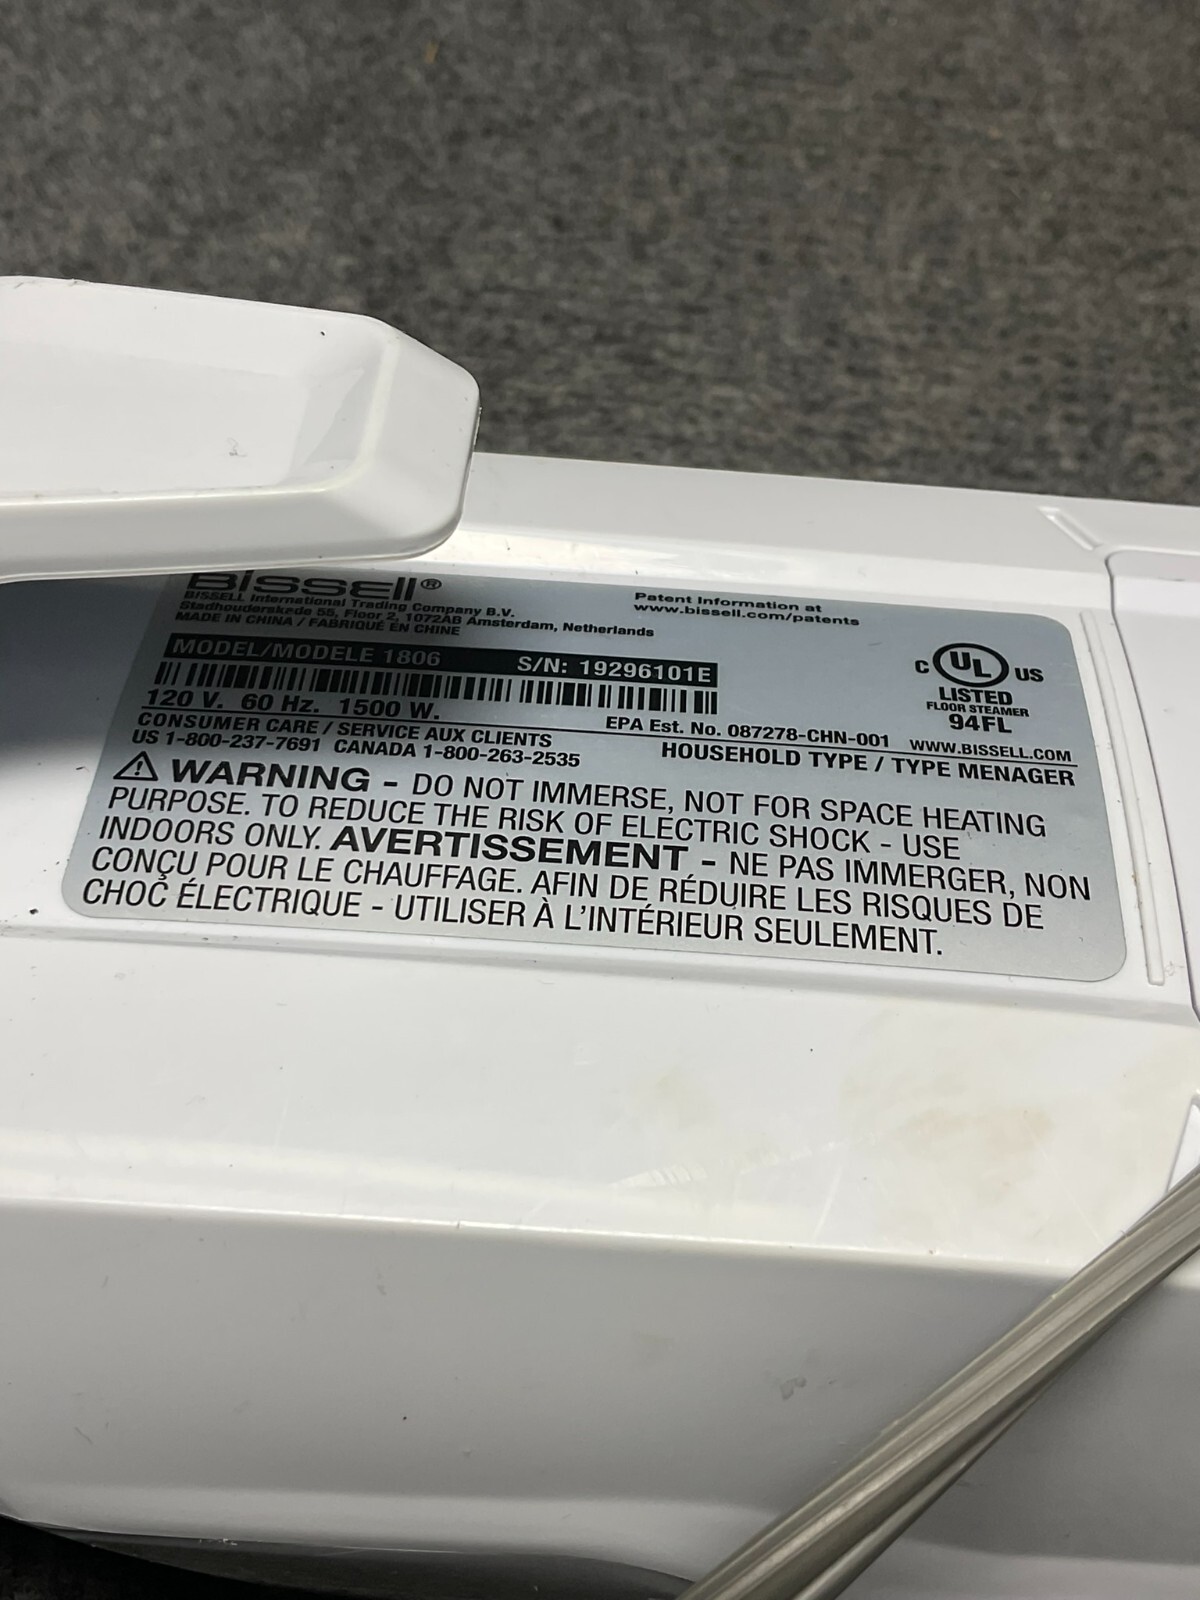 BISSELL®
BISSELL International Trading Company B.V.
Stadhouderskade 55, Floor 2, 1072AB Amsterdam, Netherlands
MADE IN CHINA / FABRIQUÉ EN CHINE
Patent Information at
www.bissell.com/patents
MODEL/MODELE 1806 S/N: 19296101E
120 V. 60 Hz. 1500 W.
EPA Est. No. 087278-CHN-001
C UL US
LISTED
FLOOR STEAMER
94FL
WWW.BISSELL.COM
CONSUMER CARE / SERVICE AUX CLIENTS
US 1-800-237-7691 CANADA 1-800-263-2535
HOUSEHOLD TYPE / TYPE MENAGER
WARNING - DO NOT IMMERSE, NOT FOR SPACE HEATING
PURPOSE. TO REDUCE THE RISK OF ELECTRIC SHOCK - USE
INDOORS ONLY. AVERTISSEMENT - NE PAS IMMERGER, NON
CONÇU POUR LE CHAUFFAGE. AFIN DE RÉDUIRE LES RISQUES DE
CHOC ÉLECTRIQUE - UTILISER À L'INTÉRIEUR SEULEMENT.